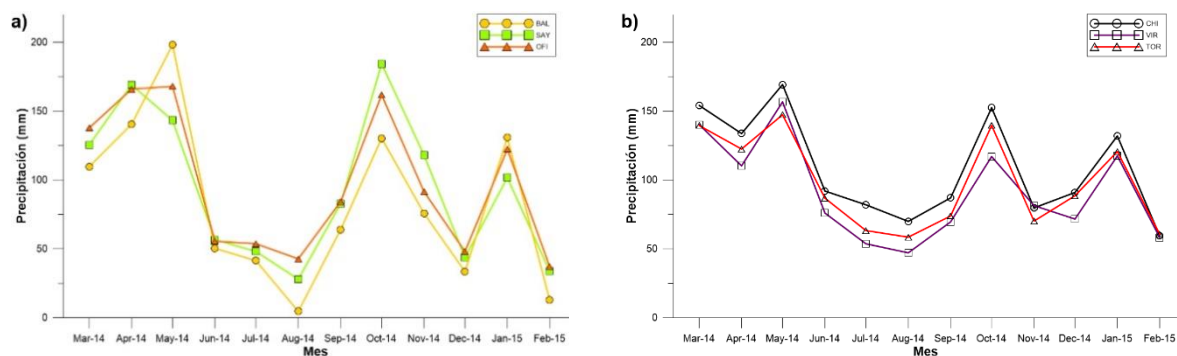 a)
BAL
SAY
OFI
Precipitación (mm)
200
150
100
50
0
Mar-14 Apr-14 May-14 Jun-14 Jul-14 Aug-14 Sep-14 Oct-14 Nov-14 Dec-14 Jan-15 Feb-15
Mes
b)
CHI
VIR
TOR
Precipitación (mm)
200
150
100
50
0
Mar-14 Apr-14 May-14 Jun-14 Jul-14 Aug-14 Sep-14 Oct-14 Nov-14 Dec-14 Jan-15 Feb-15
Mes